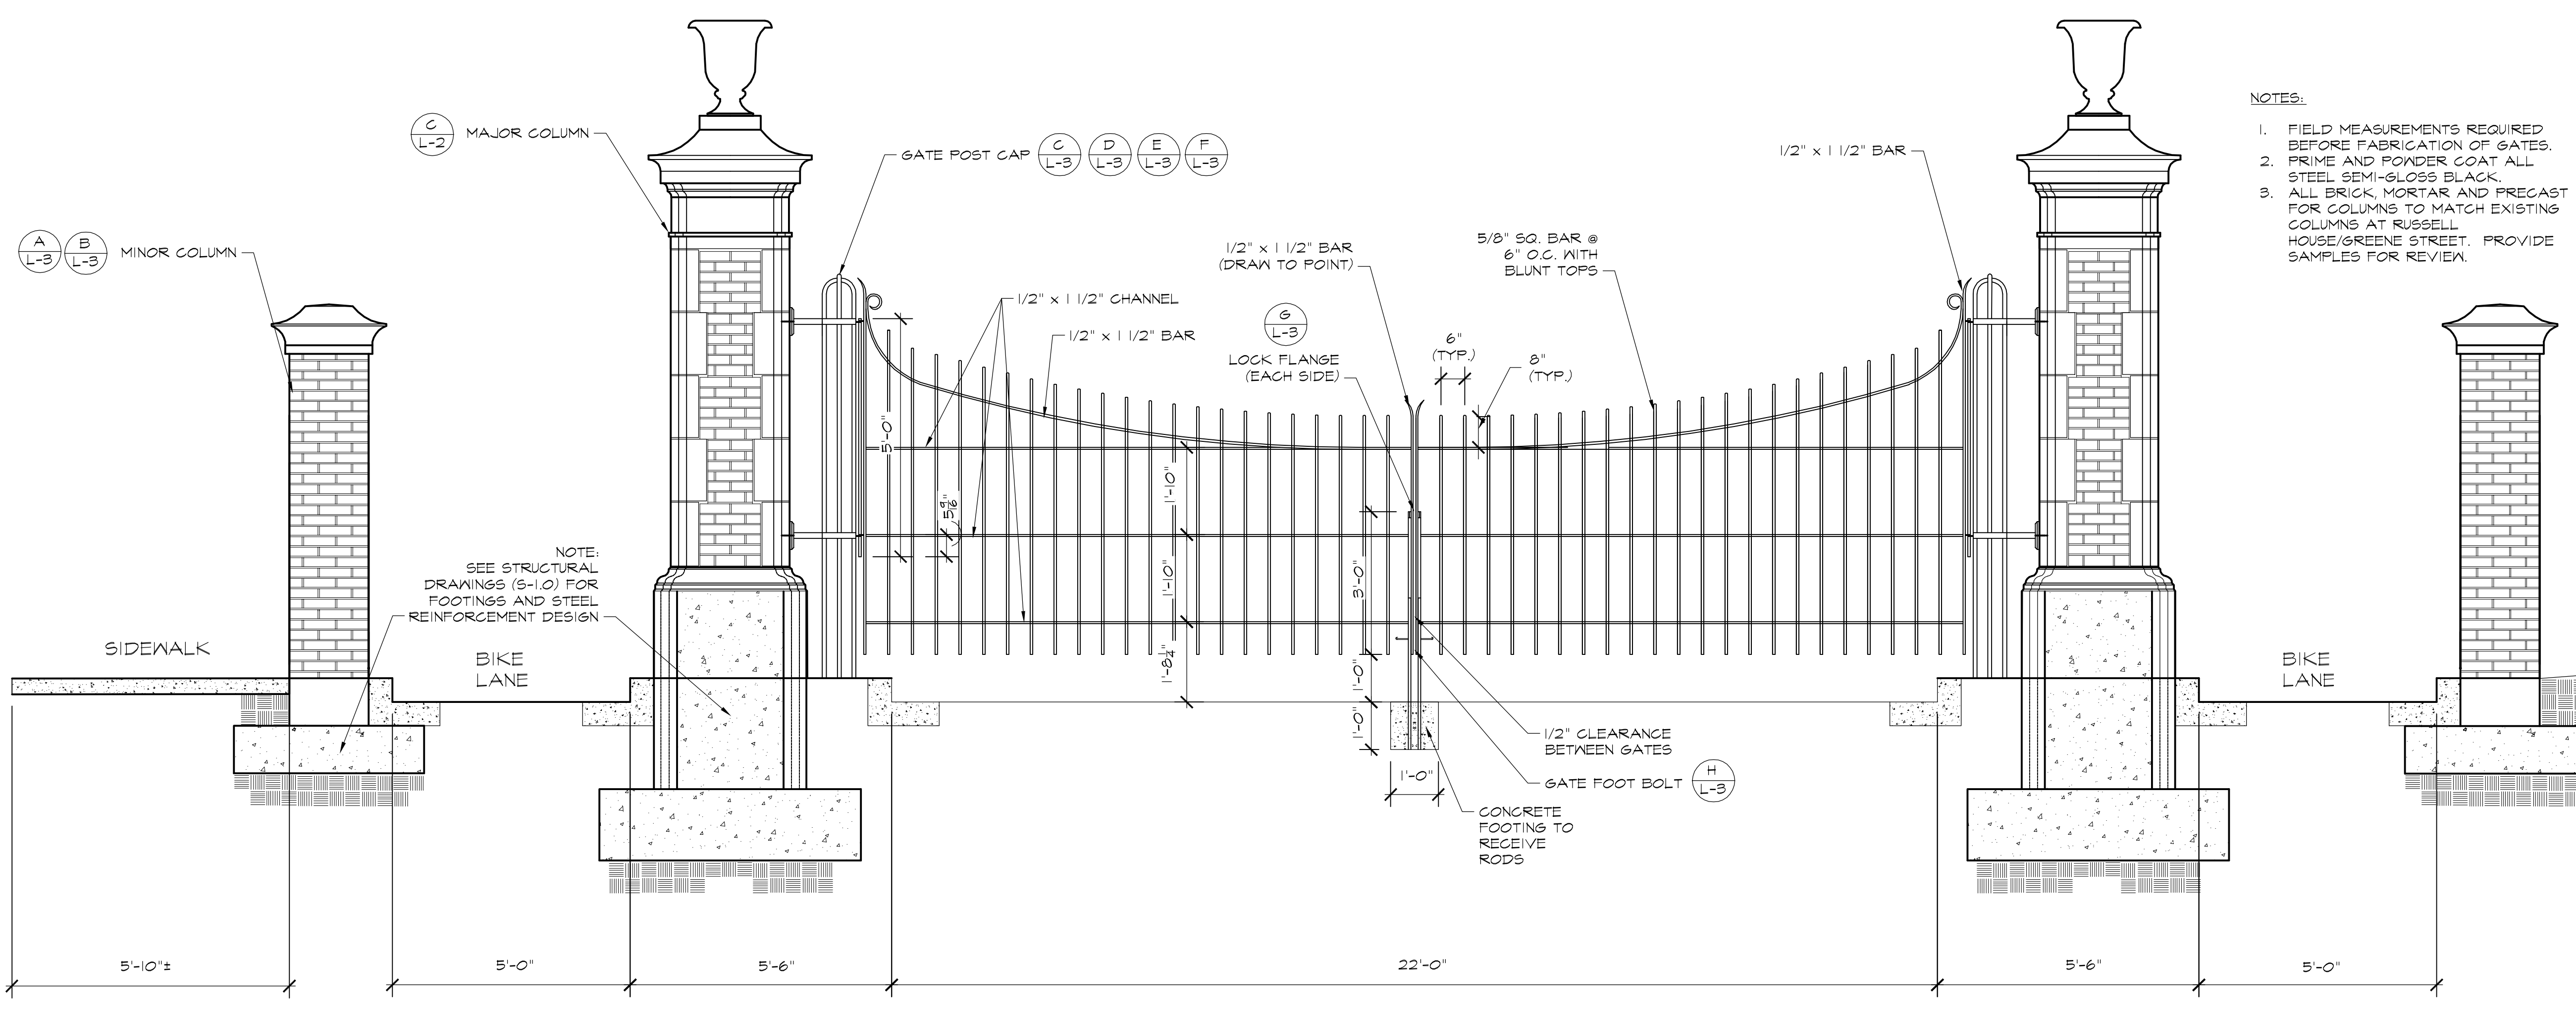 C
L-2
MAJOR COLUMN
GATE POST CAP
C
L-3
D
L-3
E
L-3
F
L-3
1/2" x 1 1/2" BAR
NOTES:
1. FIELD MEASUREMENTS REQUIRED
BEFORE FABRICATION OF GATES.
2. PRIME AND POWDER COAT ALL
STEEL SEMI-GLOSS BLACK.
3. ALL BRICK, MORTAR AND PRECAST
FOR COLUMNS TO MATCH EXISTING
COLUMNS AT RUSSELL
HOUSE/GREENE STREET. PROVIDE
SAMPLES FOR REVIEW.
A
L-3
B
L-3
MINOR COLUMN
1/2" x 1 1/2" BAR
(DRAW TO POINT)
5/8" SQ. BAR @
6" O.C. WITH
BLUNT TOPS
1/2" x 1 1/2" CHANNEL
1/2" x 1 1/2" BAR
G
L-3
LOCK FLANGE
(EACH SIDE)
6"
(TYP.)
8"
(TYP.)
5'-0"
5 9/16"
1'-10"
1'-10"
1'-8 1/4"
3'-0"
1'-0"
1'-0"
1'-0"
NOTE:
SEE STRUCTURAL
DRAWINGS (S-1.0) FOR
FOOTINGS AND STEEL
REINFORCEMENT DESIGN
SIDEWALK
BIKE
LANE
BIKE
LANE
1/2" CLEARANCE
BETWEEN GATES
GATE FOOT BOLT
H
L-3
CONCRETE
FOOTING TO
RECEIVE
RODS
5'-10"±
5'-0"
5'-6"
22'-0"
5'-6"
5'-0"